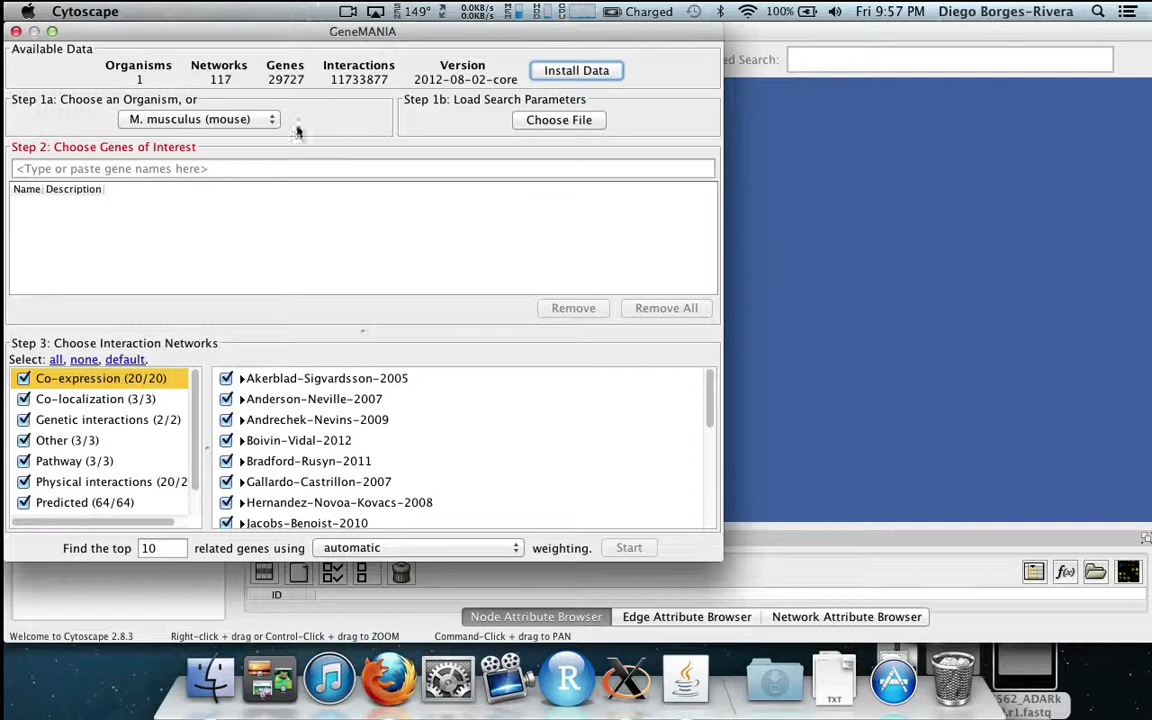 Cytoscape 149° 0.0KB/s 0.0KB/s Charged 100% Fri 9:57 PM Diego Borges-Rivera
GeneMANIA
Available Data
Organisms Networks Genes Interactions Version
1 117 29727 11733877 2012-08-02-core
Install Data
Step 1a: Choose an Organism, or
M. musculus (mouse)
Step 1b: Load Search Parameters
Choose File
ed Search:
Step 2: Choose Genes of Interest
<Type or paste gene names here>
Name Description
Remove Remove All
Step 3: Choose Interaction Networks
Select: all, none, default.
Co-expression (20/20)
Co-localization (3/3)
Genetic interactions (2/2)
Other (3/3)
Pathway (3/3)
Physical interactions (20/2
Predicted (64/64)
Akerblad-Sigvardsson-2005
Anderson-Neville-2007
Andrechek-Nevins-2009
Boivin-Vidal-2012
Bradford-Rusyn-2011
Gallardo-Castrillon-2007
Hernandez-Novoa-Kovacs-2008
Jacobs-Benoist-2010
Find the top 10 related genes using automatic weighting. Start
f(x)
ID
Node Attribute Browser Edge Attribute Browser Network Attribute Browser
Welcome to Cytoscape 2.8.3 Right-click + drag or Control-Click + drag to ZOOM Command-Click + drag to PAN
R
X
TXT
562_ADARk
.r1.fastq